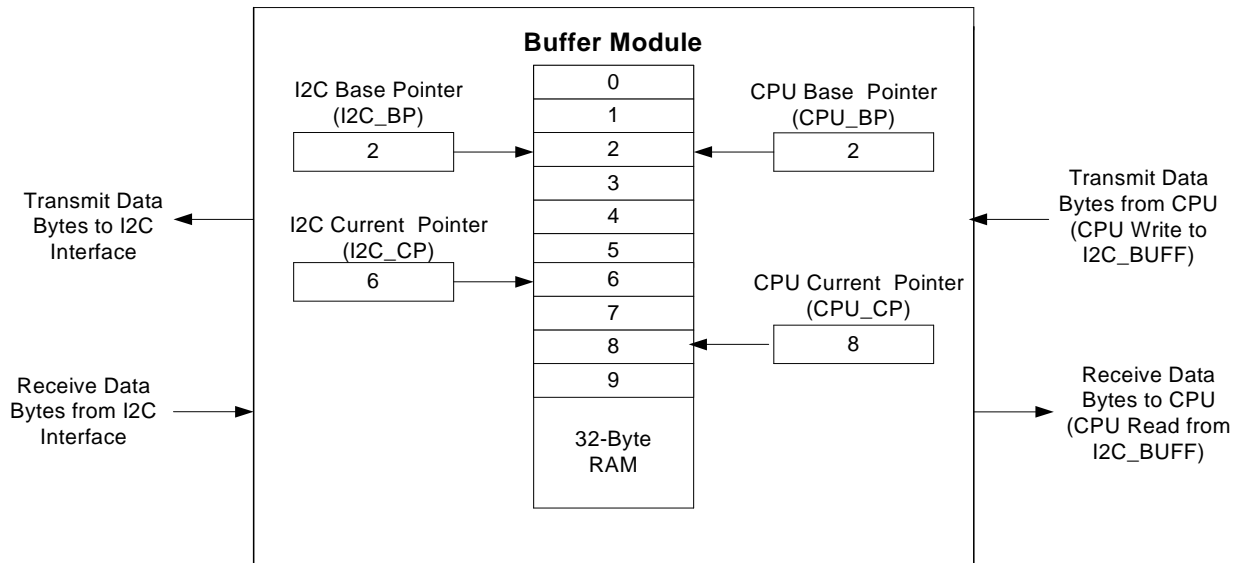 Buffer Module
I2C Base Pointer
(I2C_BP)
2
I2C Current Pointer
(I2C_CP)
6
0
1
2
3
4
5
6
7
8
9
32-Byte
RAM
CPU Base Pointer
(CPU_BP)
2
CPU Current Pointer
(CPU_CP)
8
Transmit Data
Bytes to I2C
Interface
Receive Data
Bytes from I2C
Interface
Transmit Data
Bytes from CPU
(CPU Write to
I2C_BUFF)
Receive Data
Bytes to CPU
(CPU Read from
I2C_BUFF)